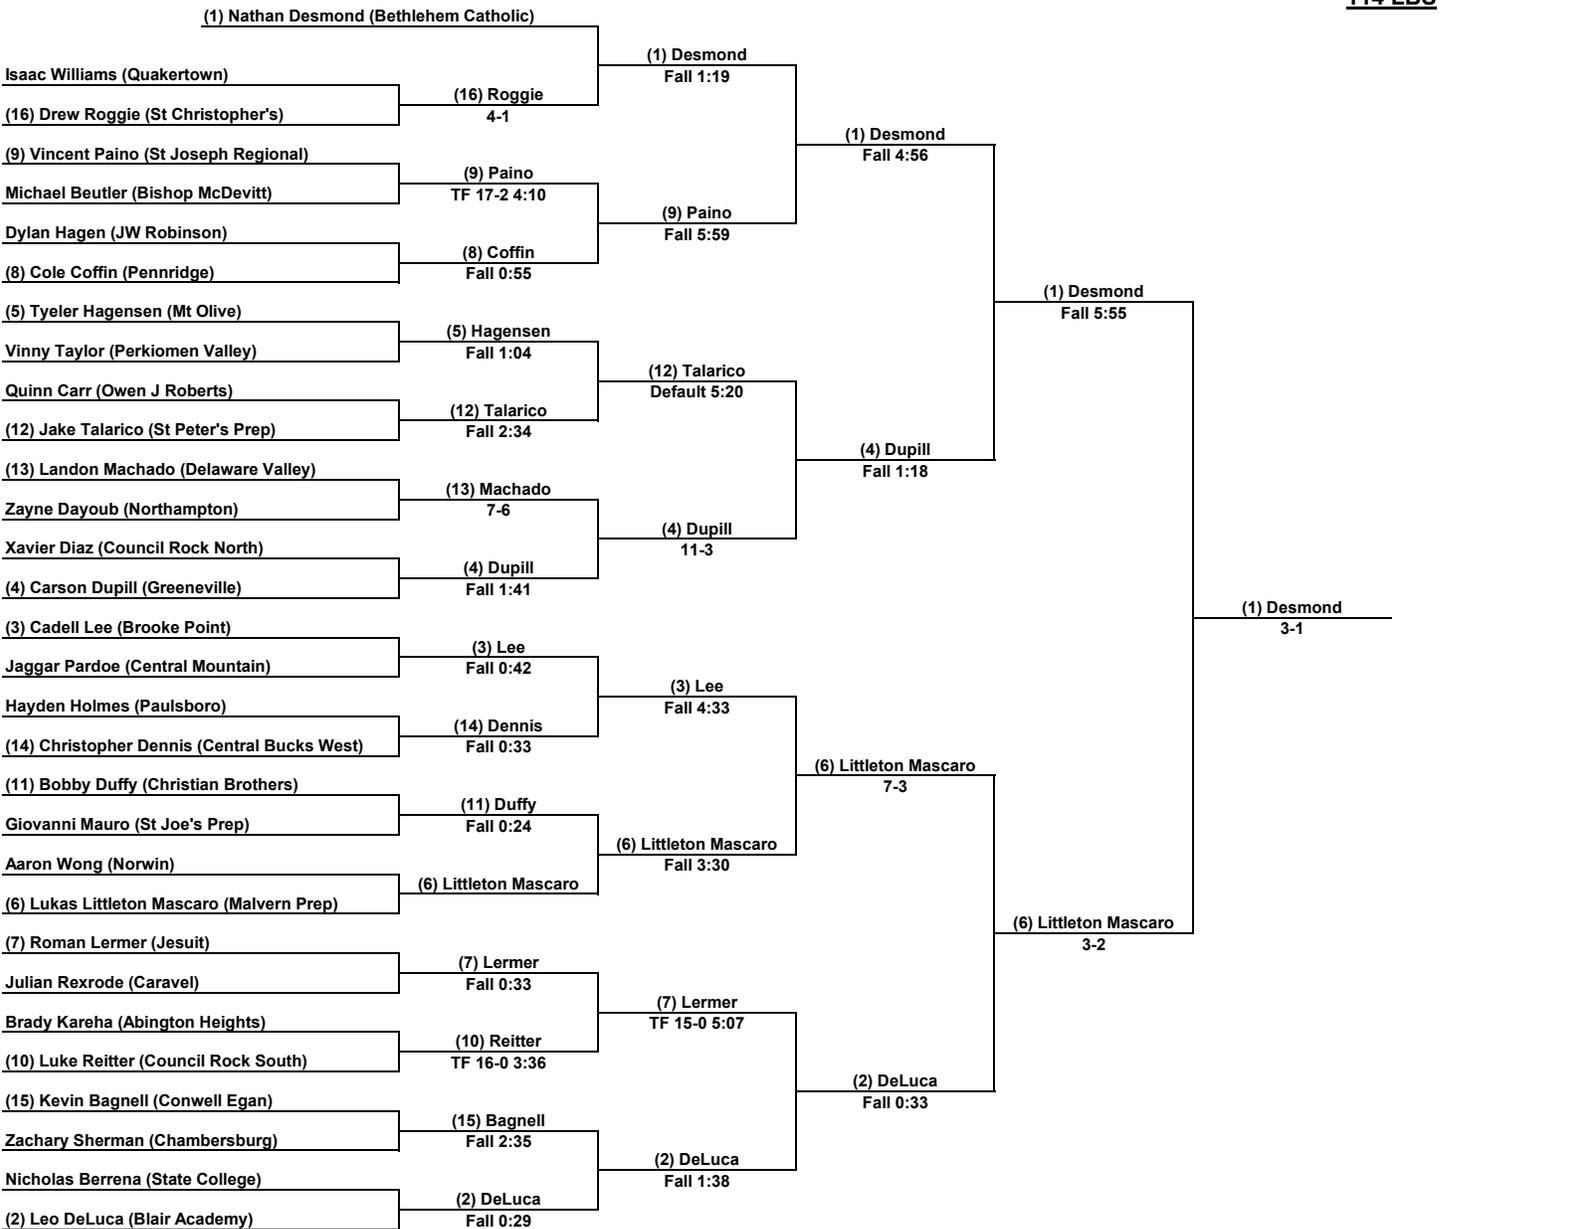 (1) Nathan Desmond (Bethlehem Catholic)
(1) Desmond
Fall 1:19
Isaac Williams (Quakertown)
(16) Roggie
4-1
(16) Drew Roggie (St Christopher's)
(1) Desmond
Fall 4:56
(9) Vincent Paino (St Joseph Regional)
(9) Paino
TF 17-2 4:10
Michael Beutler (Bishop McDevitt)
(9) Paino
Fall 5:59
Dylan Hagen (JW Robinson)
(8) Coffin
Fall 0:55
(8) Cole Coffin (Pennridge)
(1) Desmond
Fall 5:55
(5) Tyeler Hagensen (Mt Olive)
(5) Hagensen
Fall 1:04
Vinny Taylor (Perkiomen Valley)
(12) Talarico
Default 5:20
Quinn Carr (Owen J Roberts)
(12) Talarico
Fall 2:34
(12) Jake Talarico (St Peter's Prep)
(4) Dupill
Fall 1:18
(13) Landon Machado (Delaware Valley)
(13) Machado
7-6
Zayne Dayoub (Northampton)
(4) Dupill
11-3
Xavier Diaz (Council Rock North)
(4) Dupill
Fall 1:41
(4) Carson Dupill (Greeneville)
(1) Desmond
3-1
(3) Cadell Lee (Brooke Point)
(3) Lee
Fall 0:42
Jaggar Pardoe (Central Mountain)
(3) Lee
Fall 4:33
Hayden Holmes (Paulsboro)
(14) Dennis
Fall 0:33
(14) Christopher Dennis (Central Bucks West)
(6) Littleton Mascaro
7-3
(11) Bobby Duffy (Christian Brothers)
(11) Duffy
Fall 0:24
Giovanni Mauro (St Joe's Prep)
(6) Littleton Mascaro
Fall 3:30
Aaron Wong (Norwin)
(6) Littleton Mascaro
(6) Lukas Littleton Mascaro (Malvern Prep)
(6) Littleton Mascaro
3-2
(7) Roman Lermer (Jesuit)
(7) Lermer
Fall 0:33
Julian Rexrode (Caravel)
(7) Lermer
TF 15-0 5:07
Brady Kareha (Abington Heights)
(10) Reitter
TF 16-0 3:36
(10) Luke Reitter (Council Rock South)
(2) DeLuca
Fall 0:33
(15) Kevin Bagnell (Conwell Egan)
(15) Bagnell
Fall 2:35
Zachary Sherman (Chambersburg)
(2) DeLuca
Fall 1:38
Nicholas Berrena (State College)
(2) DeLuca
Fall 0:29
(2) Leo DeLuca (Blair Academy)